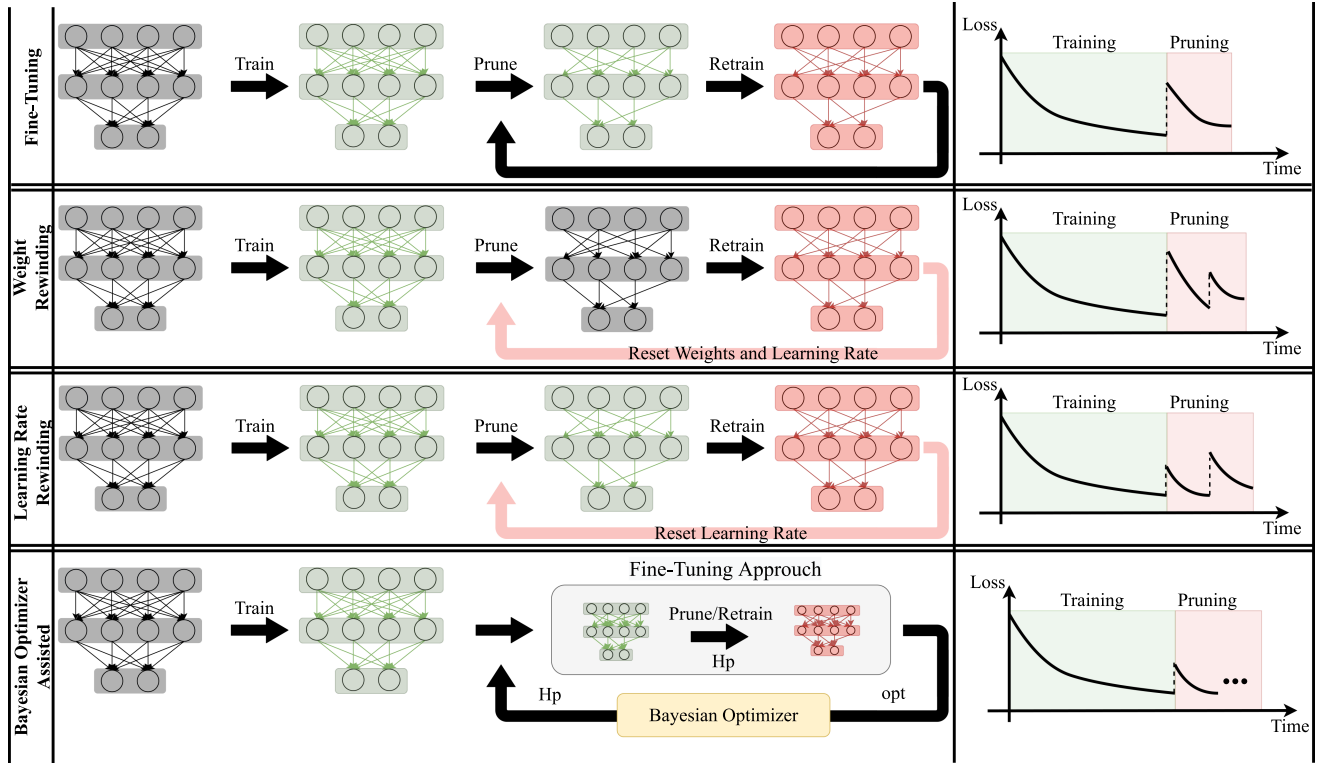 Fine-Tuning
Train
Prune
Retrain
Loss
Training
Pruning
Time
Weight
Rewinding
Train
Prune
Retrain
Reset Weights and Learning Rate
Loss
Training
Pruning
Time
Learning Rate
Rewinding
Train
Prune
Retrain
Reset Learning Rate
Loss
Training
Pruning
Time
Bayesian Optimizer
Assisted
Train
Fine-Tuning Approach
Prune/Retrain
Hp
Hp
opt
Bayesian Optimizer
Loss
Training
Pruning
Time